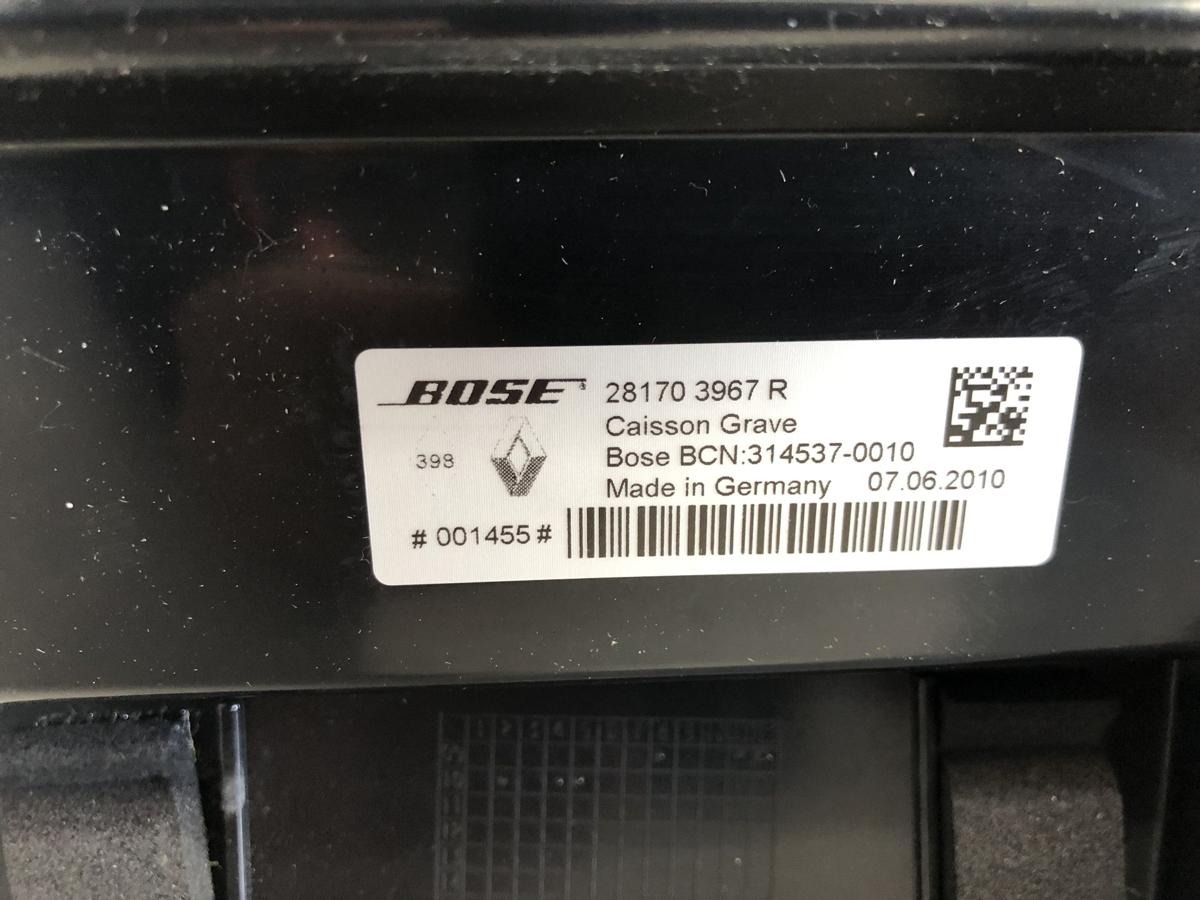 BOSE
28170 3967 R
Caisson Grave
398
Bose BCN:314537-0010
Made in Germany 07.06.2010
# 001455 #